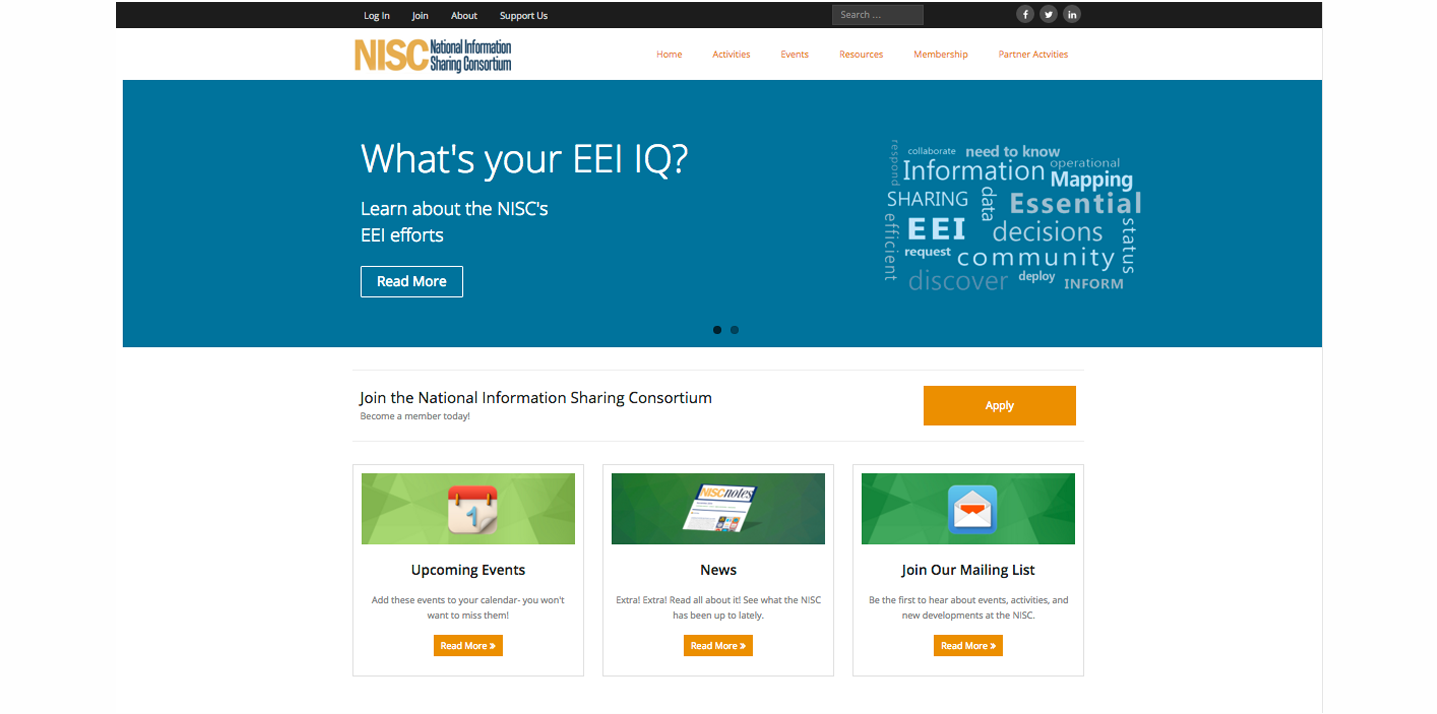 Log In Join About Support Us Search ...
NISC National Information
Sharing Consortium
Home Activities Events Resources Membership Partner Actvities
What's your EEI IQ?
Learn about the NISC's
EEI efforts
Read More
respond
collaborate
need to know
operational
Information
Mapping
SHARING
data
Essential
efficient
EEI
decisions
status
request
community
discover
deploy
INFORM
Join the National Information Sharing Consortium
Become a member today!
Apply
1
Upcoming Events
Add these events to your calendar- you won't
want to miss them!
Read More »
NISCnotes
News
Extra! Extra! Read all about it! See what the NISC
has been up to lately.
Read More »
Join Our Mailing List
Be the first to hear about events, activities, and
new developments at the NISC.
Read More »